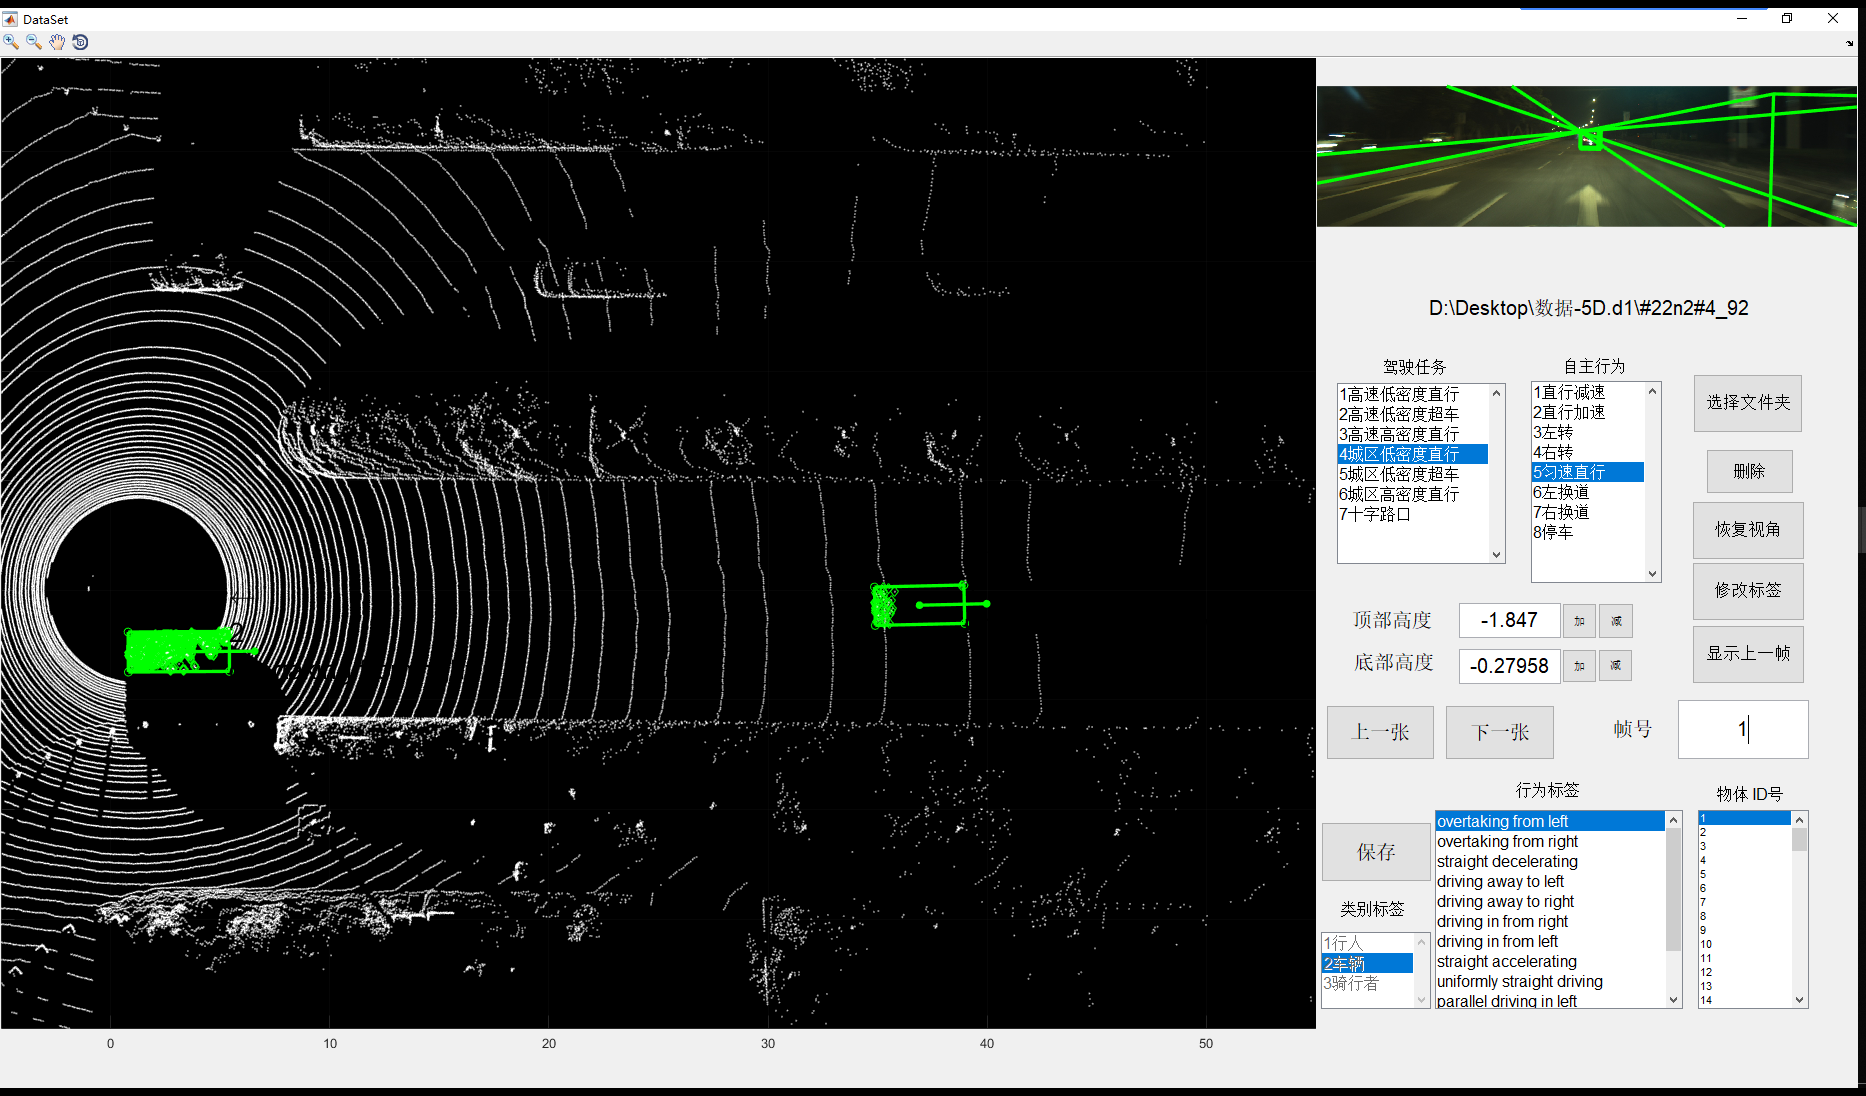 DataSet
D:\Desktop\数据-5D.d1\#22n2#4_92
驾驶任务
1高速低密度直行
2高速低密度超车
3高速高密度直行
4城区低密度直行
5城区低密度超车
6城区高密度直行
7十字路口
自主行为
1直行减速
2直行加速
3左转
4右转
5匀速直行
6左换道
7右换道
8停车
选择文件夹
删除
恢复视角
修改标签
显示上一帧
顶部高度
-1.847
加
减
底部高度
-0.27958
加
减
上一张
下一张
帧号
1
行为标签
overtaking from left
overtaking from right
straight decelerating
driving away to left
driving away to right
driving in from right
driving in from left
straight accelerating
uniformly straight driving
parallel driving in left
物体 ID号
1
2
3
4
5
6
7
8
9
10
11
12
13
14
保存
类别标签
1行人
2车辆
3骑行者
0
10
20
30
40
50